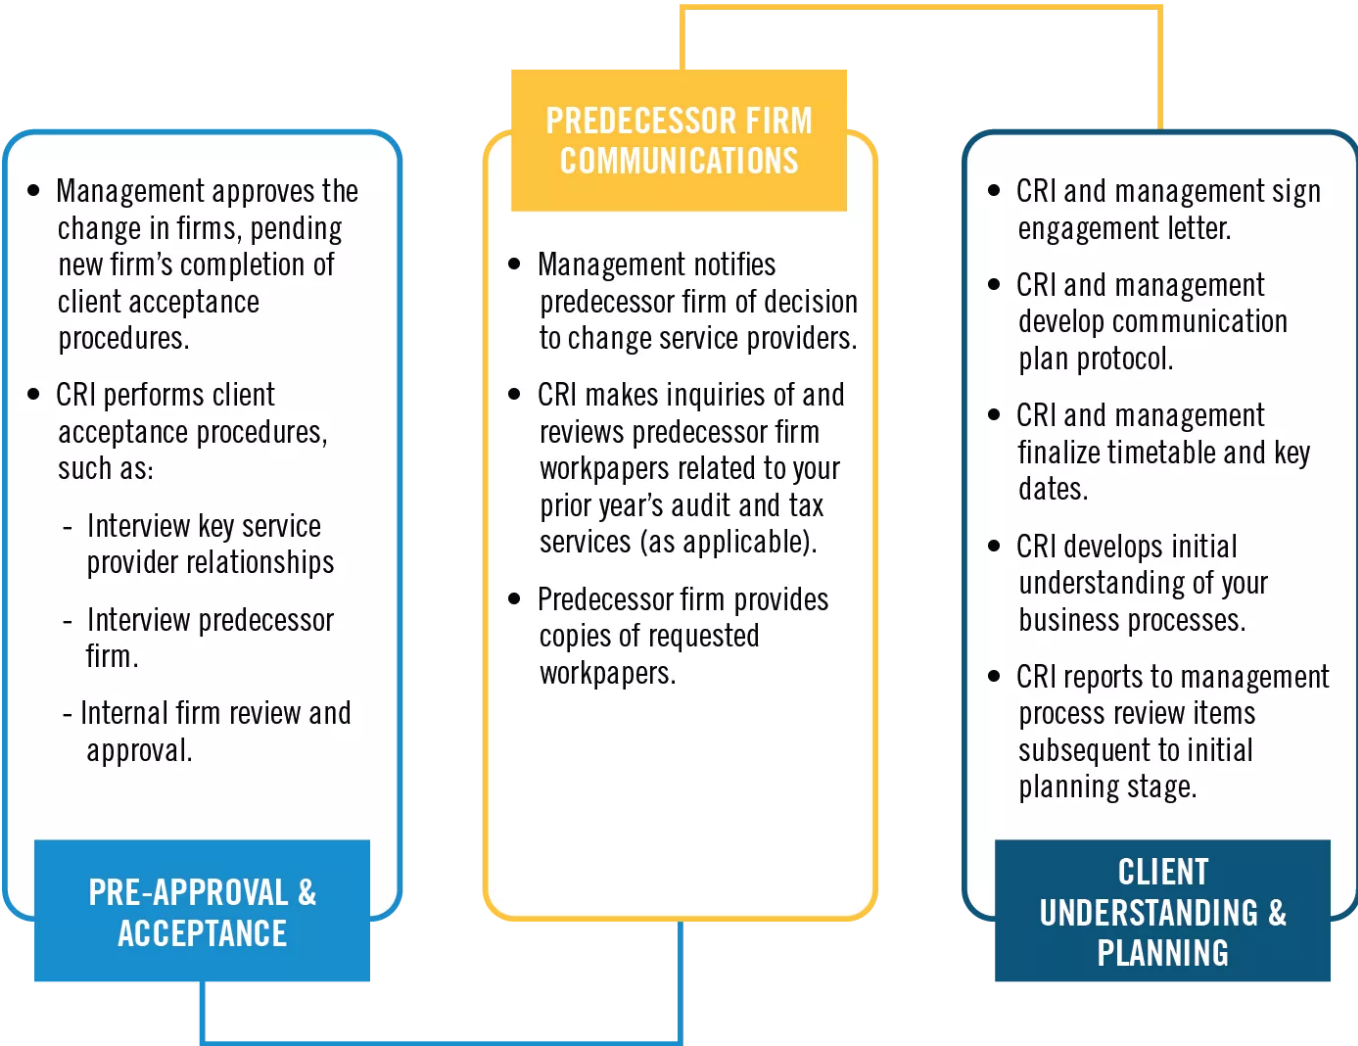 • Management approves the
change in firms, pending
new firm's completion of
client acceptance
procedures.
• CRI performs client
acceptance procedures,
such as:
- Interview key service
provider relationships
- Interview predecessor
firm.
- Internal firm review and
approval.
PRE-APPROVAL &
ACCEPTANCE
PREDECESSOR FIRM
COMMUNICATIONS
• Management notifies
predecessor firm of decision
to change service providers.
• CRI makes inquiries of and
reviews predecessor firm
workpapers related to your
prior year's audit and tax
services (as applicable).
• Predecessor firm provides
copies of requested
workpapers.
• CRI and management sign
engagement letter.
• CRI and management
develop communication
plan protocol.
• CRI and management
finalize timetable and key
dates.
• CRI develops initial
understanding of your
business processes.
• CRI reports to management
process review items
subsequent to initial
planning stage.
CLIENT
UNDERSTANDING &
PLANNING